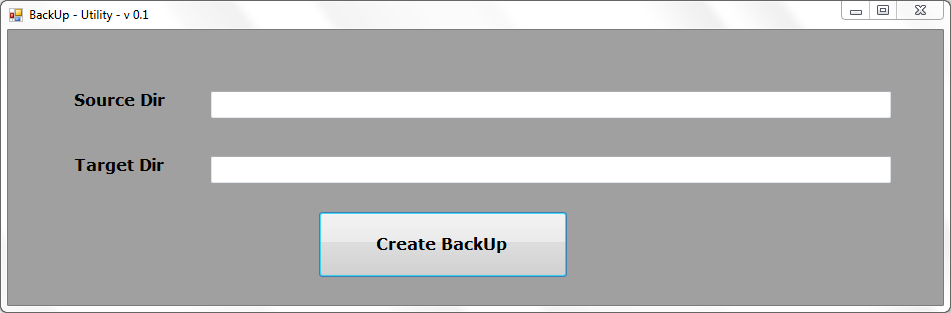 BackUp - Utility - v 0.1
Source Dir
Target Dir
Create BackUp